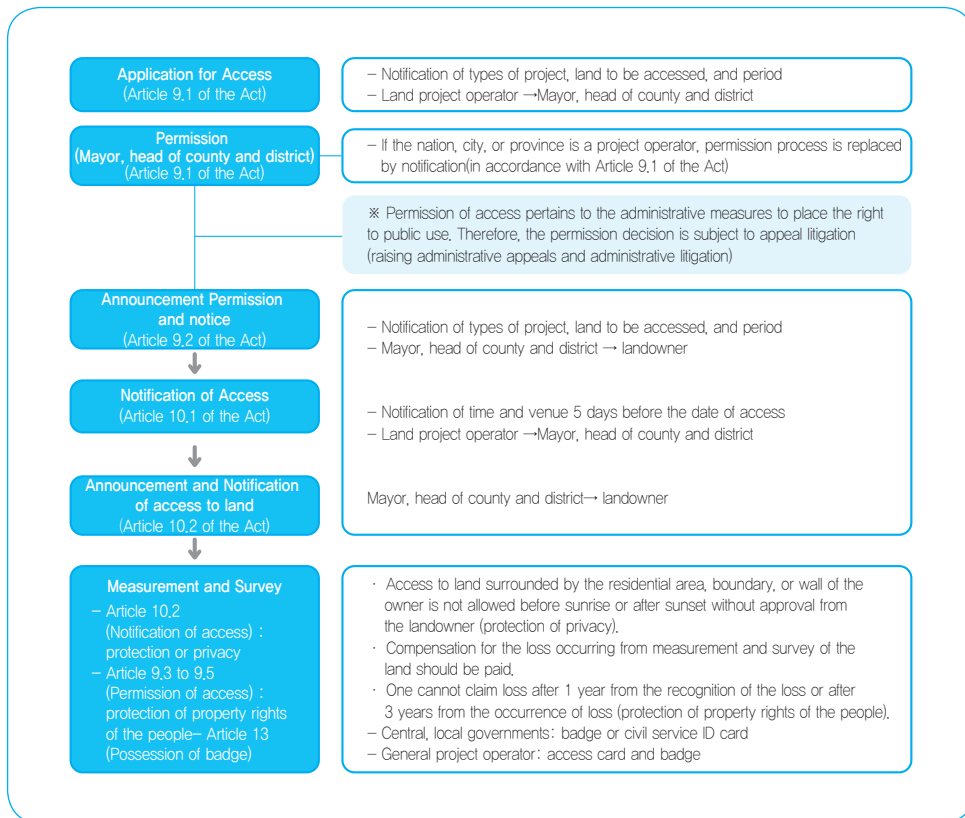 Application for Access
(Article 9.1 of the Act)
– Notification of types of project, land to be accessed, and period
– Land project operator →Mayor, head of county and district
Permission
(Mayor, head of county and district)
(Article 9.1 of the Act)
– If the nation, city, or province is a project operator, permission process is replaced
by notification(in accordance with Article 9.1 of the Act)
※ Permission of access pertains to the administrative measures to place the right
to public use. Therefore, the permission decision is subject to appeal litigation
(raising administrative appeals and administrative litigation)
Announcement Permission
and notice
(Article 9.2 of the Act)
– Notification of types of project, land to be accessed, and period
– Mayor, head of county and district → landowner
Notification of Access
(Article 10.1 of the Act)
– Notification of time and venue 5 days before the date of access
– Land project operator →Mayor, head of county and district
Announcement and Notification
of access to land
(Article 10.2 of the Act)
Mayor, head of county and district→ landowner
Measurement and Survey
– Article 10.2
(Notification of access) :
protection or privacy
– Article 9.3 to 9.5
(Permission of access) :
protection of property rights
of the people– Article 13
(Possession of badge)
· Access to land surrounded by the residential area, boundary, or wall of the
owner is not allowed before sunrise or after sunset without approval from
the landowner (protection of privacy).
· Compensation for the loss occurring from measurement and survey of the
land should be paid.
· One cannot claim loss after 1 year from the recognition of the loss or after
3 years from the occurrence of loss (protection of property rights of the people).
– Central, local governments: badge or civil service ID card
– General project operator: access card and badge